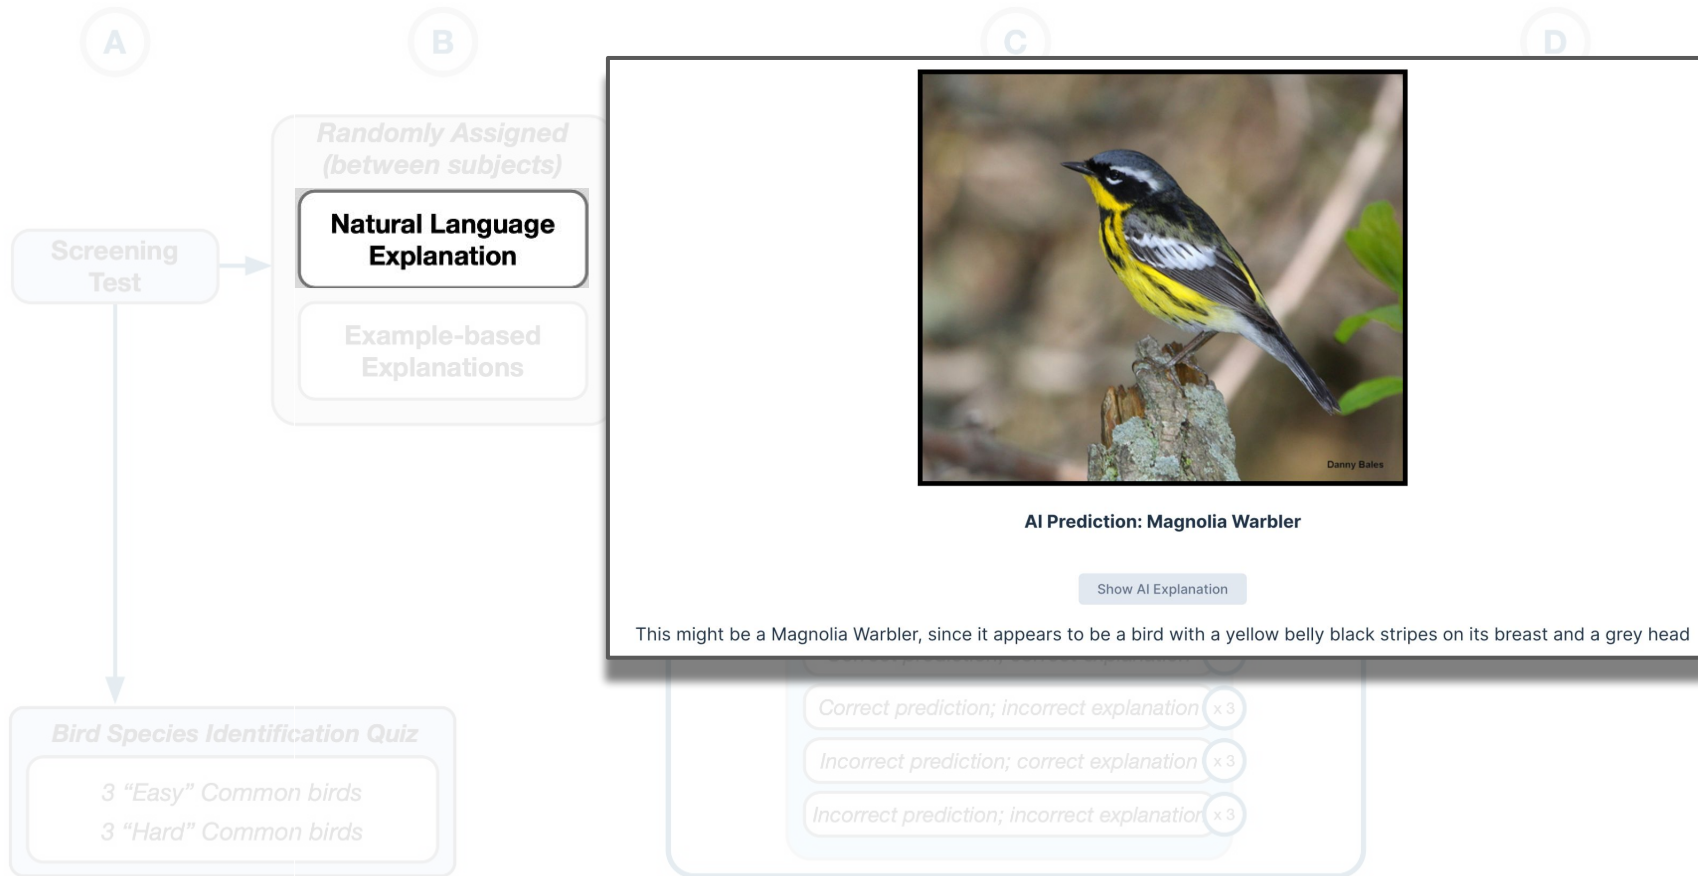 A
B
C
D
Randomly Assigned
(between subjects)
Natural Language
Explanation
Example-based
Explanations
Screening
Test
Bird Species Identification Quiz
3 “Easy” Common birds
3 “Hard” Common birds
Danny Bales
AI Prediction: Magnolia Warbler
Show AI Explanation
This might be a Magnolia Warbler, since it appears to be a bird with a yellow belly black stripes on its breast and a grey head
Correct prediction; incorrect explanation x 3
Incorrect prediction; correct explanation x 3
Incorrect prediction; incorrect explanation x 3